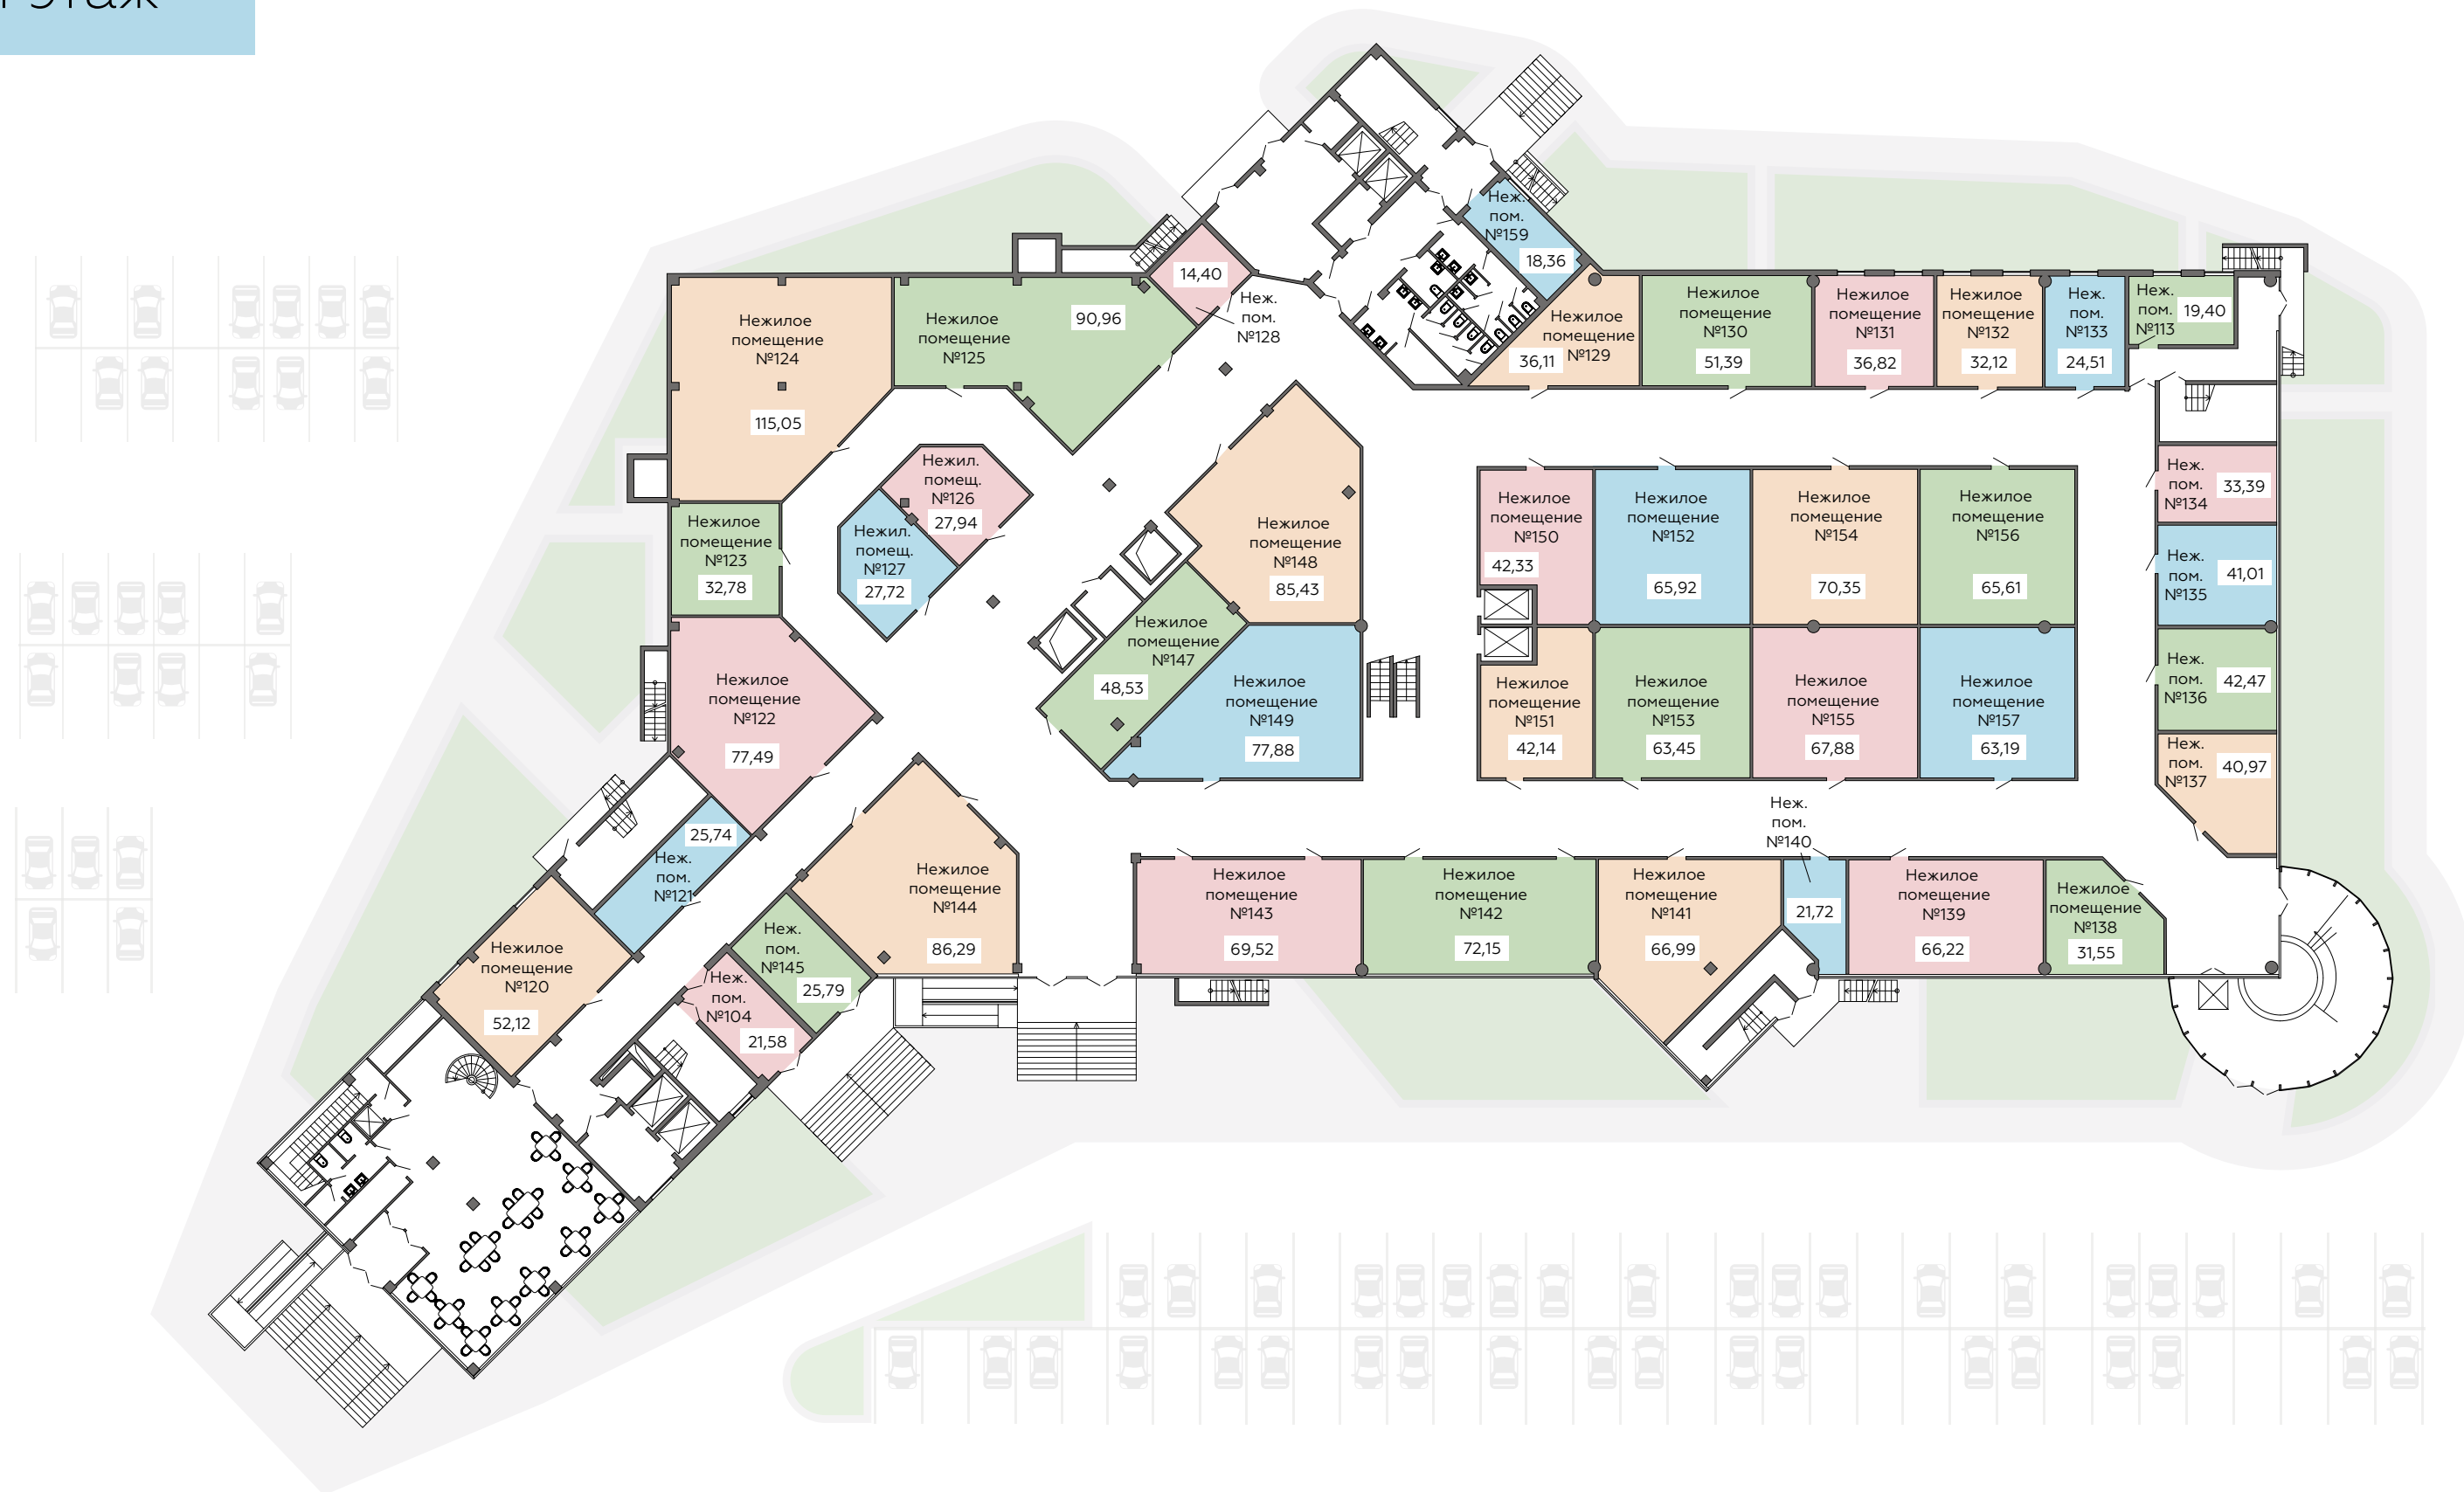 этаж
Неж.
пом.
№159
18,36
14,40
Неж.
пом.
№128
Нежилое
помещение
№124
115,05
Нежилое
помещение
№125
90,96
Нежилое
помещение
№129
36,11
Нежилое
помещение
№130
51,39
Нежилое
помещение
№131
36,82
Нежилое
помещение
№132
32,12
Неж.
пом.
№133
24,51
Неж.
пом.
№113
19,40
Нежил.
помещ.
№126
27,94
Нежил.
помещ.
№127
27,72
Нежилое
помещение
№123
32,78
Нежилое
помещение
№148
85,43
Нежилое
помещение
№150
42,33
Нежилое
помещение
№152
65,92
Нежилое
помещение
№154
70,35
Нежилое
помещение
№156
65,61
Неж.
пом.
№134
33,39
Неж.
пом.
№135
41,01
Нежилое
помещение
№147
48,53
Нежилое
помещение
№122
77,49
Нежилое
помещение
№149
77,88
Нежилое
помещение
№151
42,14
Нежилое
помещение
№153
63,45
Нежилое
помещение
№155
67,88
Нежилое
помещение
№157
63,19
Неж.
пом.
№136
42,47
Неж.
пом.
№137
40,97
25,74
Неж.
пом.
№121
Неж.
пом.
№140
21,72
Нежилое
помещение
№144
86,29
Нежилое
помещение
№143
69,52
Нежилое
помещение
№142
72,15
Нежилое
помещение
№141
66,99
Нежилое
помещение
№139
66,22
Нежилое
помещение
№138
31,55
Неж.
пом.
№145
25,79
Нежилое
помещение
№120
52,12
Неж.
пом.
№104
21,58